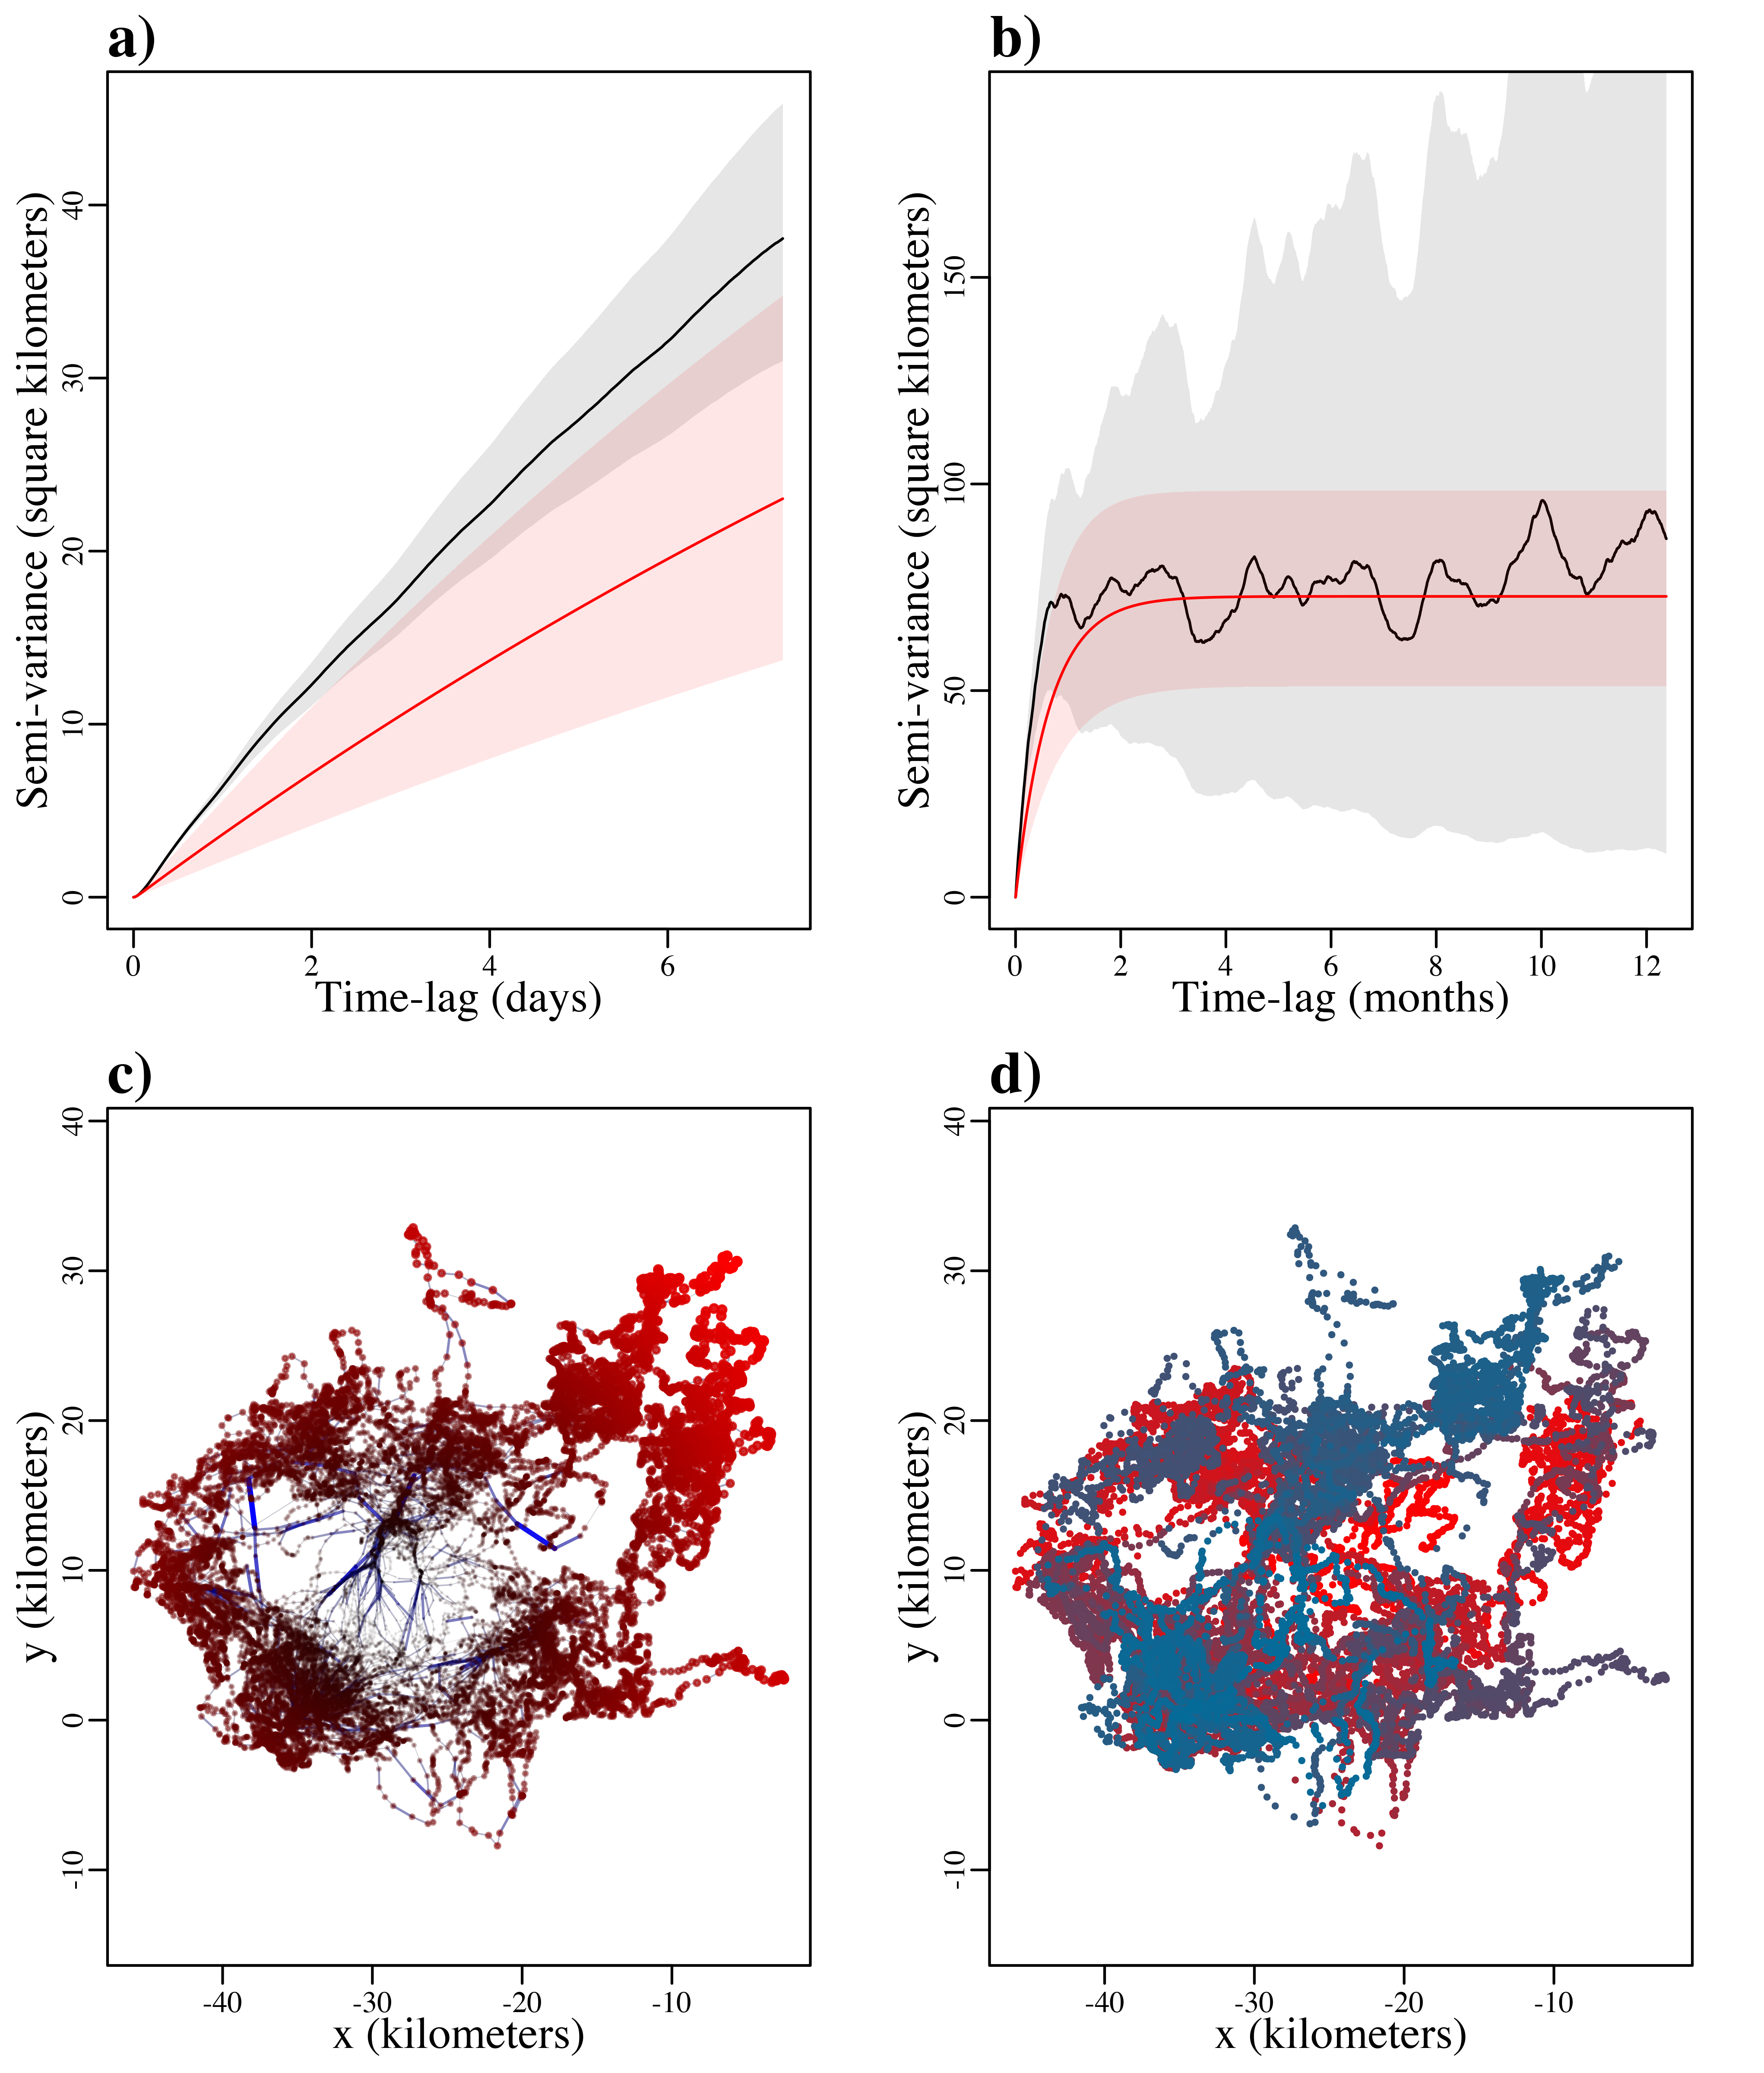 a)
Semi-variance (square kilometers)
0 10 20 30 40
0 2 4 6
Time-lag (days)
b)
Semi-variance (square kilometers)
0 50 100 150
0 2 4 6 8 10 12
Time-lag (months)
c)
y (kilometers)
-10 0 10 20 30 40
-40 -30 -20 -10
x (kilometers)
d)
y (kilometers)
-10 0 10 20 30 40
-40 -30 -20 -10
x (kilometers)